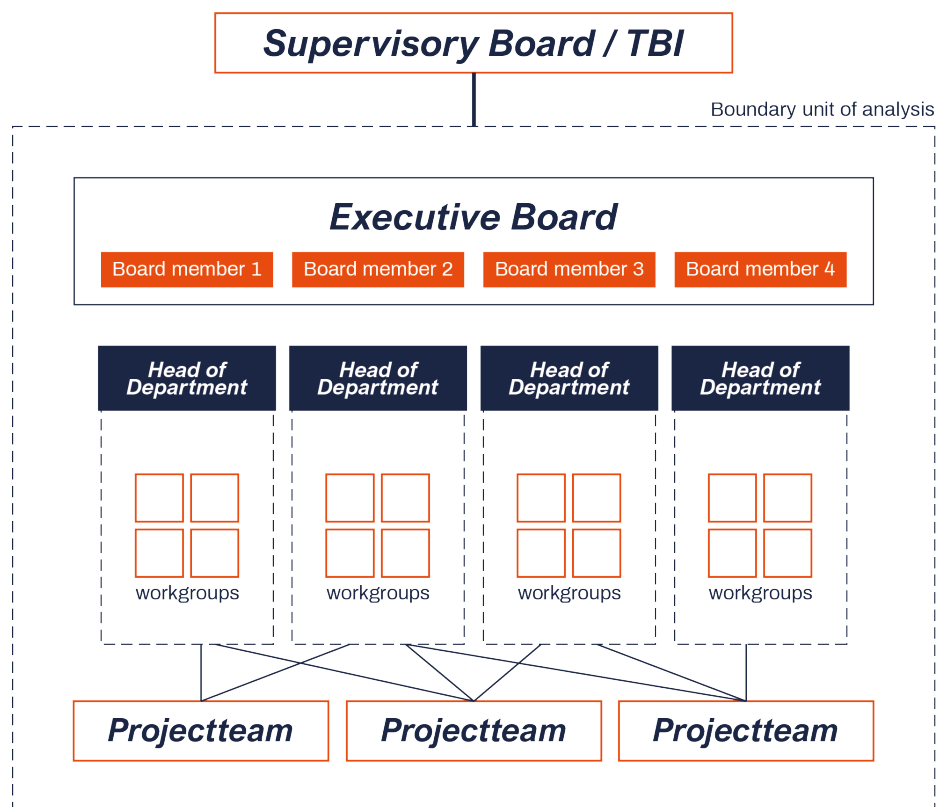 Supervisory Board / TBI
Boundary unit of analysis
Executive Board
Board member 1
Board member 2
Board member 3
Board member 4
Head of
Department
Head of
Department
Head of
Department
Head of
Department
workgroups
workgroups
workgroups
workgroups
Projectteam
Projectteam
Projectteam